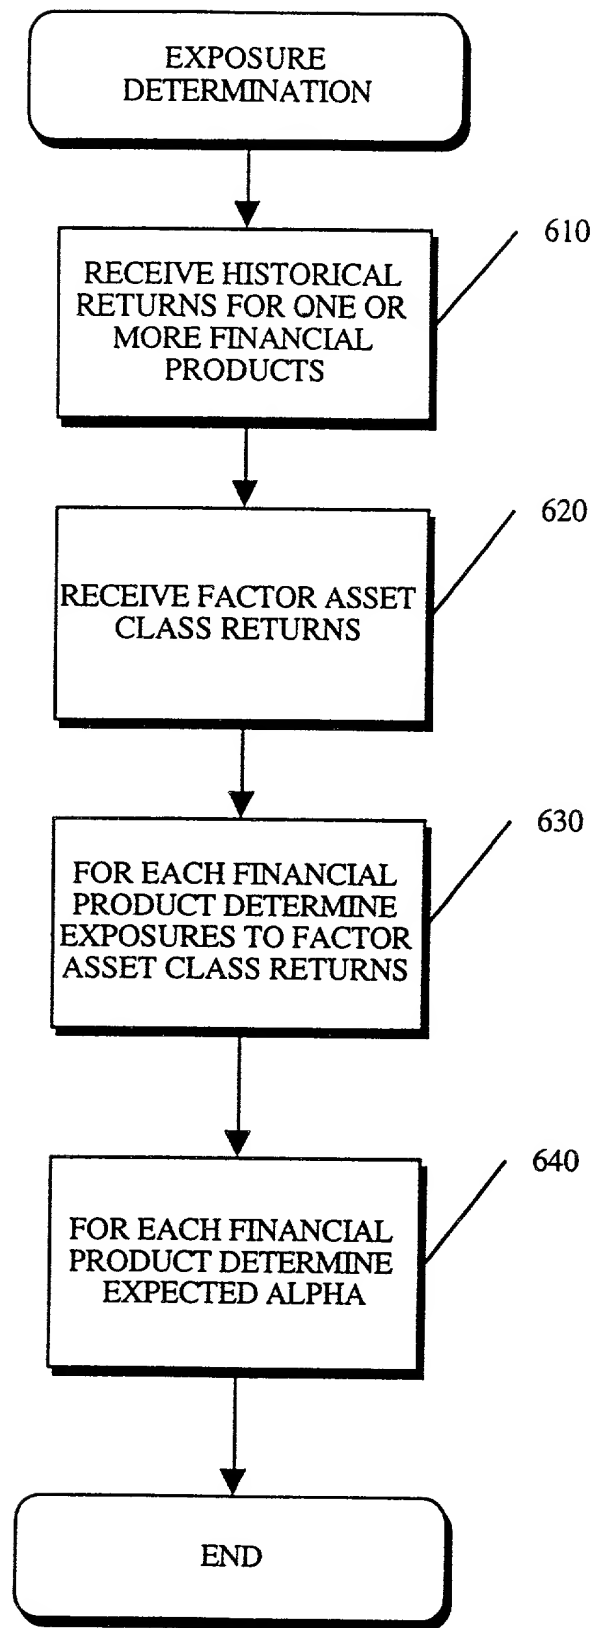 EXPOSURE
DETERMINATION
610
RECEIVE HISTORICAL
RETURNS FOR ONE OR
MORE FINANCIAL
PRODUCTS
620
RECEIVE FACTOR ASSET
CLASS RETURNS
630
FOR EACH FINANCIAL
PRODUCT DETERMINE
EXPOSURES TO FACTOR
ASSET CLASS RETURNS
640
FOR EACH FINANCIAL
PRODUCT DETERMINE
EXPECTED ALPHA
END